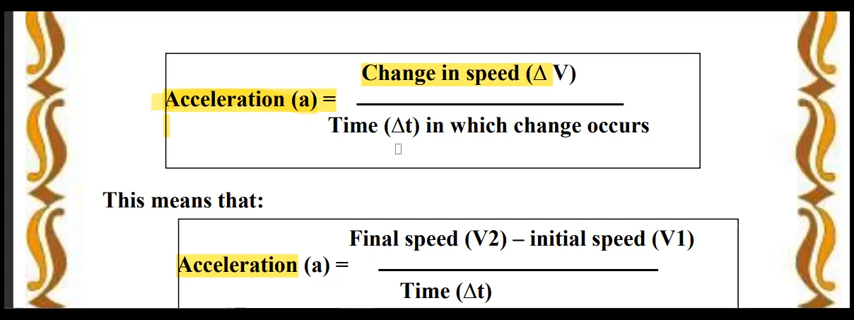 Change in speed (Δ V)
Acceleration (a) =
Time (Δt) in which change occurs
This means that:
Final speed (V2) – initial speed (V1)
Acceleration (a) =
Time (Δt)